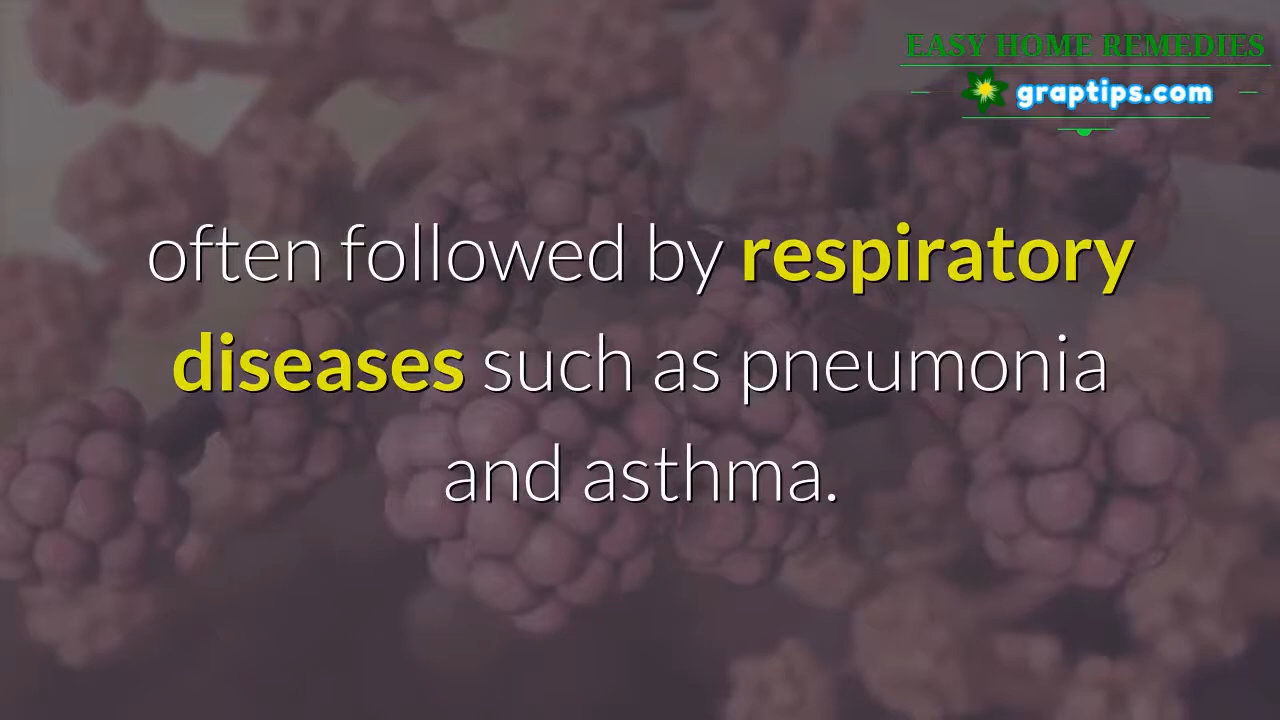 EASY HOME REMEDIES
graptips.com
often followed by respiratory
diseases such as pneumonia
and asthma.